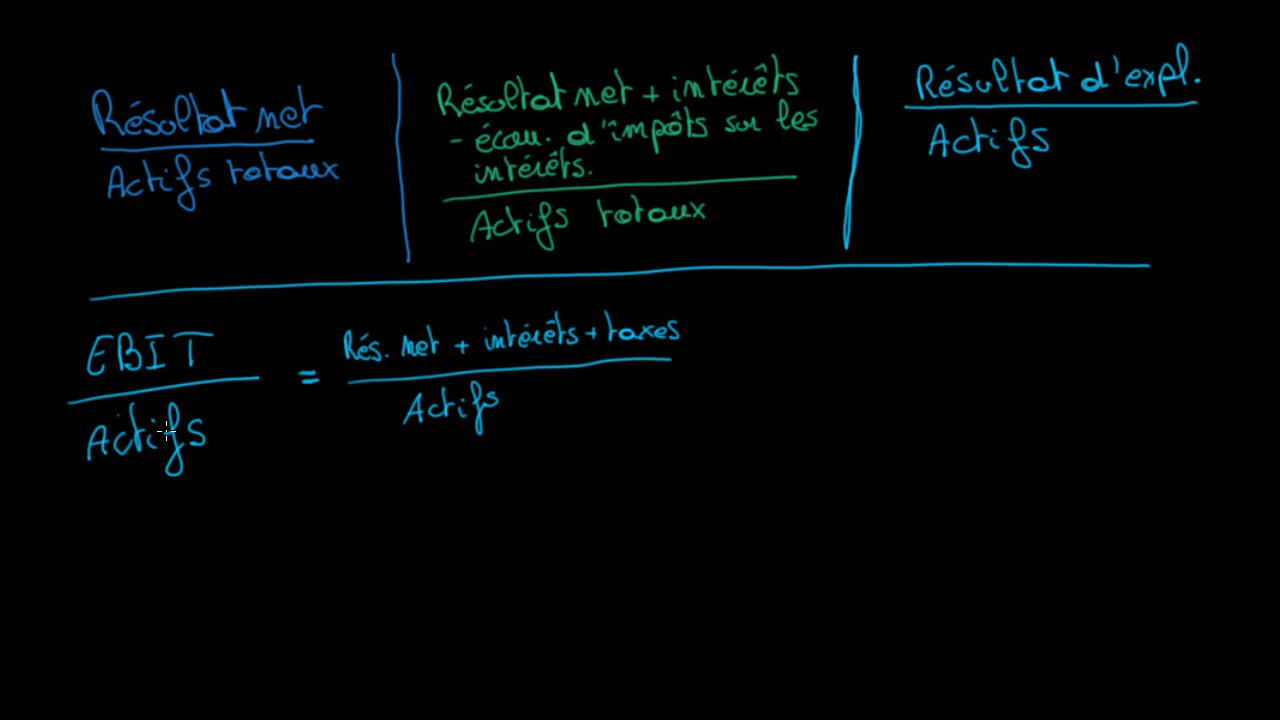 Résultat net
Actifs totaux
Résultat net + intérêts
- écou. d'impôts sur les
intérêts.
Actifs totaux
Résultat d'expl.
Actifs
EBIT
Actifs
=
Rés. net + intérêts + taxes
Actifs